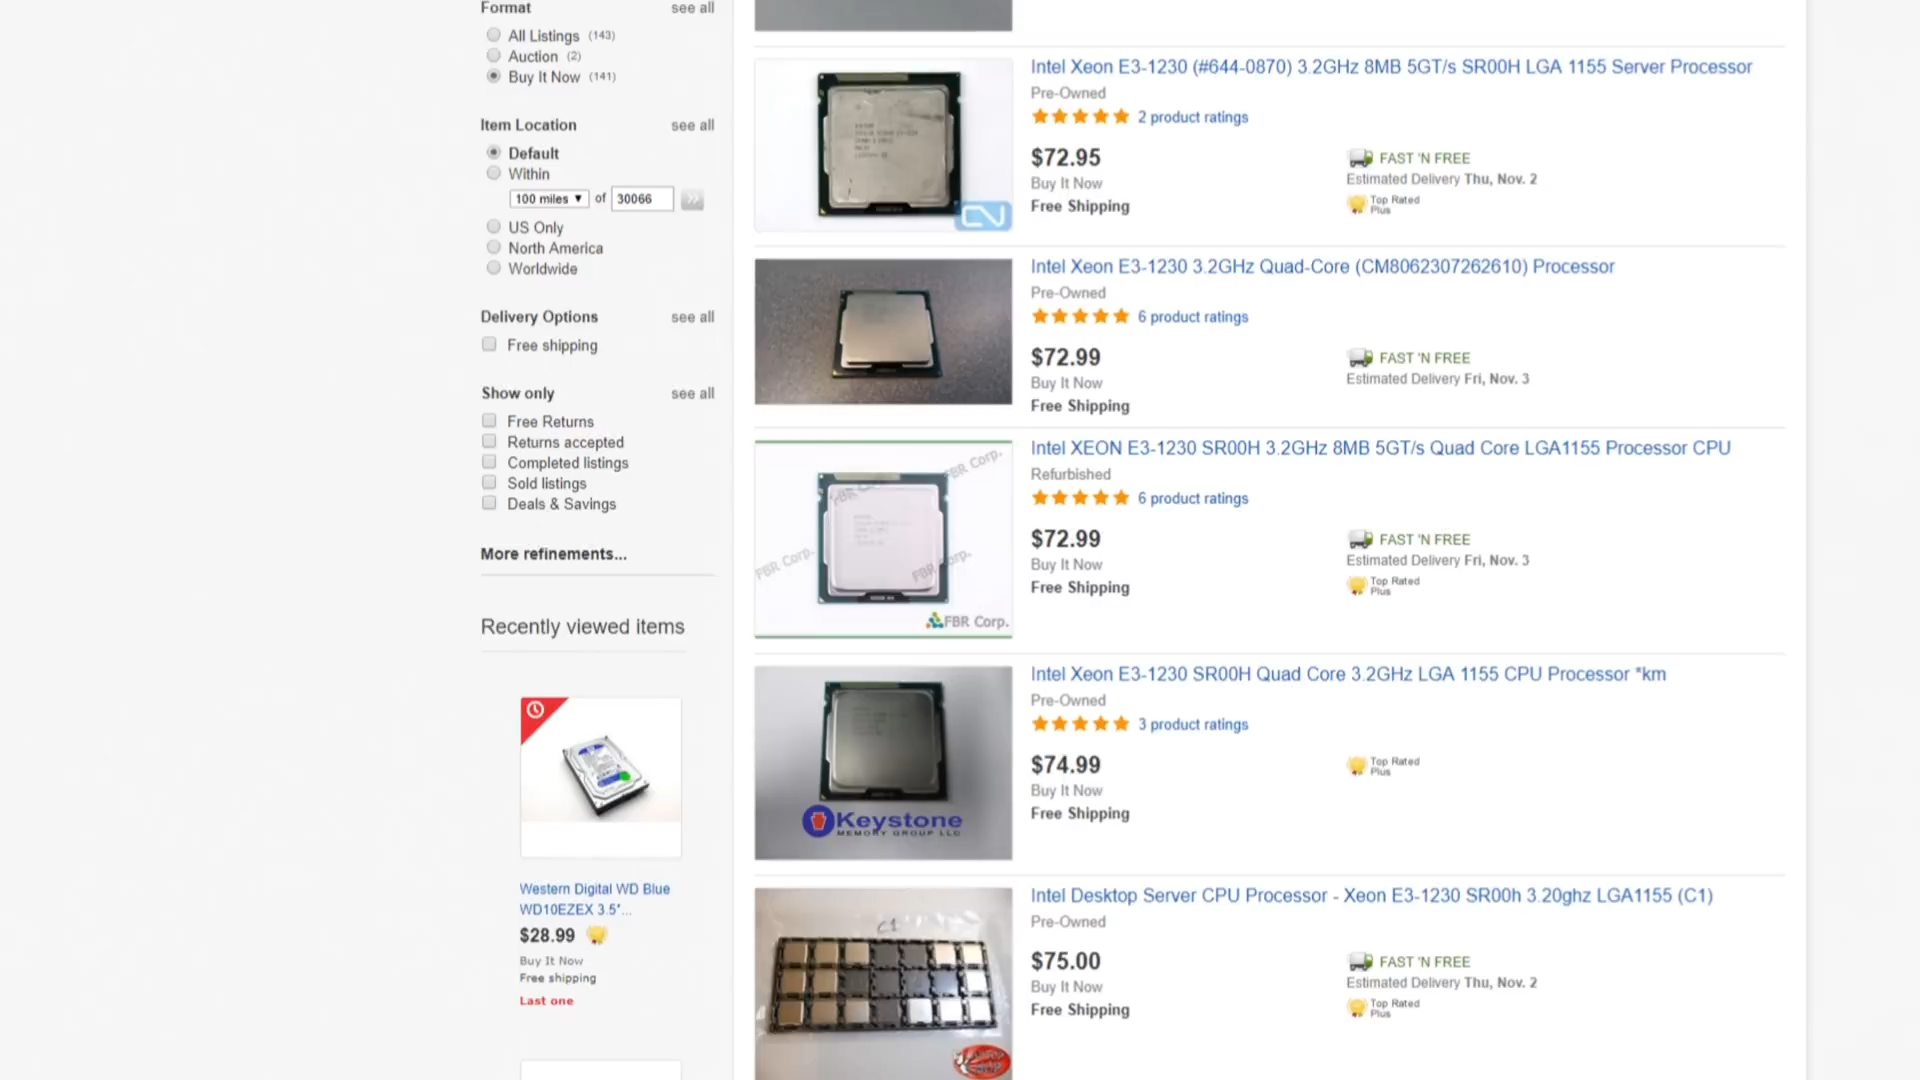 Format see all
All Listings (143)
Auction (2)
Buy It Now (141)
Item Location see all
Default
Within
100 miles ▼ of 30066 »
US Only
North America
Worldwide
Delivery Options see all
Free shipping
Show only see all
Free Returns
Returns accepted
Completed listings
Sold listings
Deals & Savings
More refinements...
Recently viewed items
Western Digital WD Blue
WD10EZEX 3.5"...
$28.99
Buy It Now
Free shipping
Last one
Intel Xeon E3-1230 (#644-0870) 3.2GHz 8MB 5GT/s SR00H LGA 1155 Server Processor
Pre-Owned
2 product ratings
$72.95
Buy It Now
Free Shipping
FAST 'N FREE
Estimated Delivery Thu, Nov. 2
Top Rated
Plus
Intel Xeon E3-1230 3.2GHz Quad-Core (CM8062307262610) Processor
Pre-Owned
6 product ratings
$72.99
Buy It Now
Free Shipping
FAST 'N FREE
Estimated Delivery Fri, Nov. 3
FBR Corp.
FBR Corp.
FBR Corp.
Intel XEON E3-1230 SR00H 3.2GHz 8MB 5GT/s Quad Core LGA1155 Processor CPU
Refurbished
6 product ratings
$72.99
Buy It Now
Free Shipping
FAST 'N FREE
Estimated Delivery Fri, Nov. 3
Top Rated
Plus
Keystone
MEMORY GROUP LLC
Intel Xeon E3-1230 SR00H Quad Core 3.2GHz LGA 1155 CPU Processor *km
Pre-Owned
3 product ratings
$74.99
Buy It Now
Free Shipping
Top Rated
Plus
C1
Intel Desktop Server CPU Processor - Xeon E3-1230 SR00h 3.20ghz LGA1155 (C1)
Pre-Owned
$75.00
Buy It Now
Free Shipping
FAST 'N FREE
Estimated Delivery Thu, Nov. 2
Top Rated
Plus